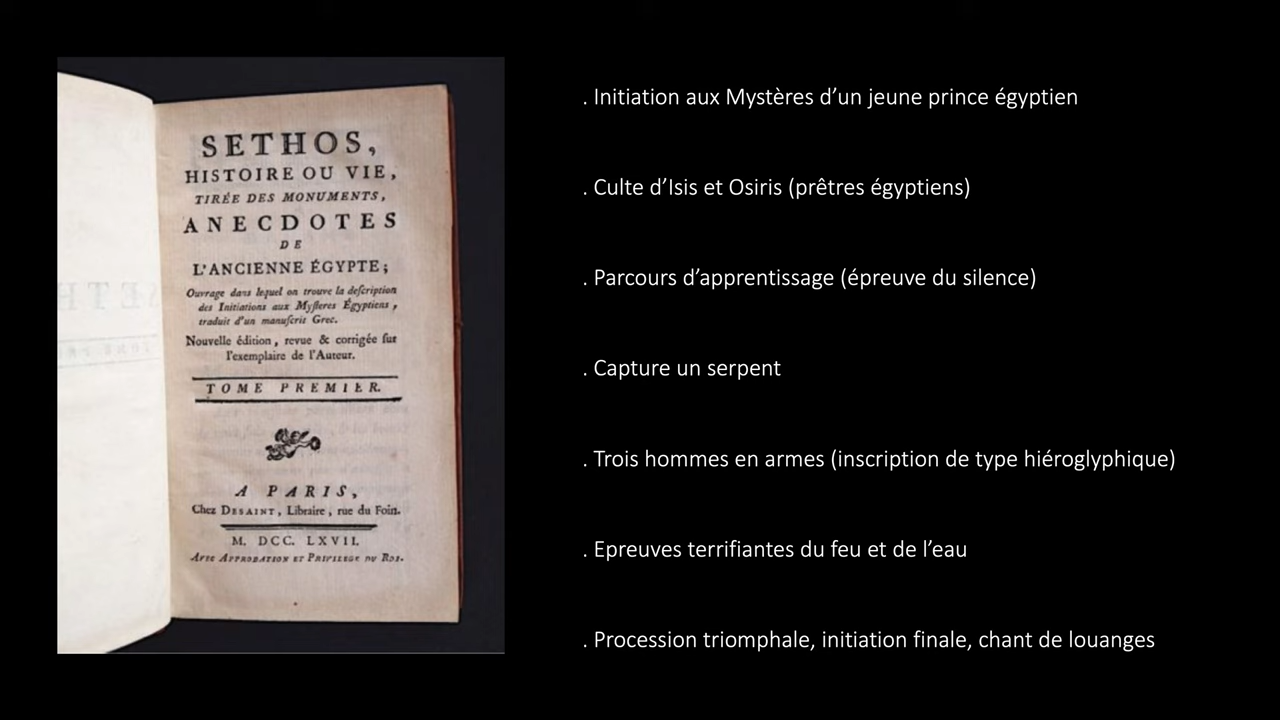 SETHOS,
HISTOIRE OU VIE,
TIRÉE DES MONUMENTS,
ANECDOTES
DE
L'ANCIENNE ÉGYPTE;
Ouvrage dans lequel on trouve la description
des Initiations aux Mysteres Égyptiens,
traduit d'un manuscrit Grec.
Nouvelle édition, revue & corrigée sur
l'exemplaire de l'Auteur.
TOME PREMIER.
A PARIS,
Chez DESAINT, Libraire, rue du Foin.
M. DCC. LXVII.
AVEC APPROBATION ET PRIVILEGE DU ROI.
. Initiation aux Mystères d’un jeune prince égyptien
. Culte d’Isis et Osiris (prêtres égyptiens)
. Parcours d’apprentissage (épreuve du silence)
. Capture un serpent
. Trois hommes en armes (inscription de type hiéroglyphique)
. Epreuves terrifiantes du feu et de l’eau
. Procession triomphale, initiation finale, chant de louanges